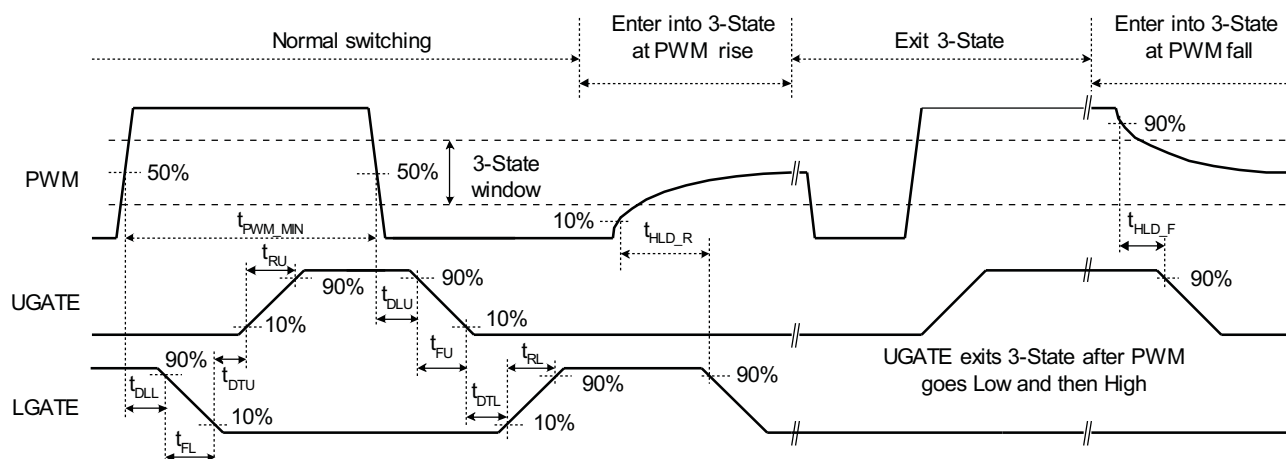 Normal switching
Enter into 3-State
at PWM rise
Exit 3-State
Enter into 3-State
at PWM fall
PWM
50%
50%
3-State
window
10%
90%
tPWM_MIN
tHLD_R
tHLD_F
tRU
UGATE
90%
90%
90%
tDLU
10%
10%
tFU
tRL
tDTU
90%
LGATE
tDLL
90%
90%
tDTL
10%
10%
tFL
UGATE exits 3-State after PWM
goes Low and then High